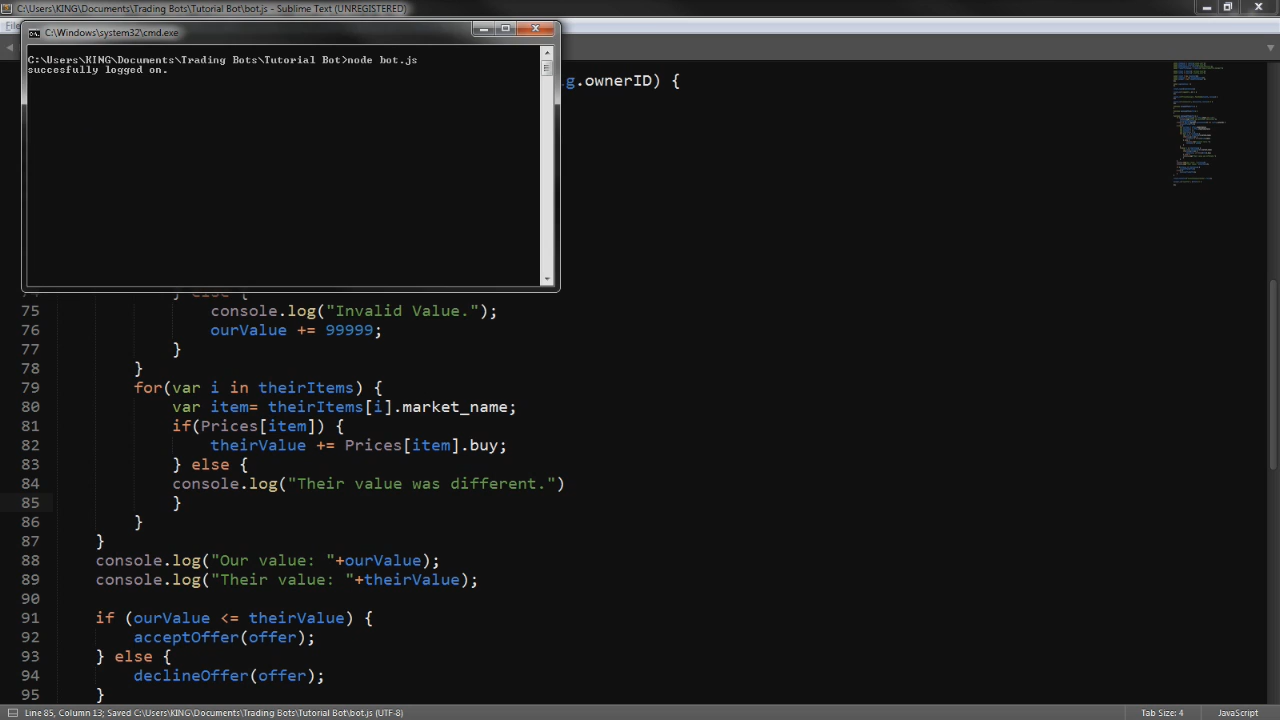 C:\Users\KING\Documents\Trading Bots\Tutorial Bot\bot.js - Sublime Text (UNREGISTERED)
C:\Windows\system32\cmd.exe
C:\Users\KING\Documents\Trading Bots\Tutorial Bot>node bot.js
succesfully logged on.
g.ownerID) {
75 console.log("Invalid Value.");
76 ourValue += 99999;
77 }
78 }
79 for(var i in theirItems) {
80 var item= theirItems[i].market_name;
81 if(Prices[item]) {
82 theirValue += Prices[item].buy;
83 } else {
84 console.log("Their value was different.")
85 }
86 }
87 }
88 console.log("Our value: "+ourValue);
89 console.log("Their value: "+theirValue);
90
91 if (ourValue <= theirValue) {
92 acceptOffer(offer);
93 } else {
94 declineOffer(offer);
95 }
Line 85, Column 13; Saved C:\Users\KING\Documents\Trading Bots\Tutorial Bot\bot.js (UTF-8)
Tab Size: 4
JavaScript